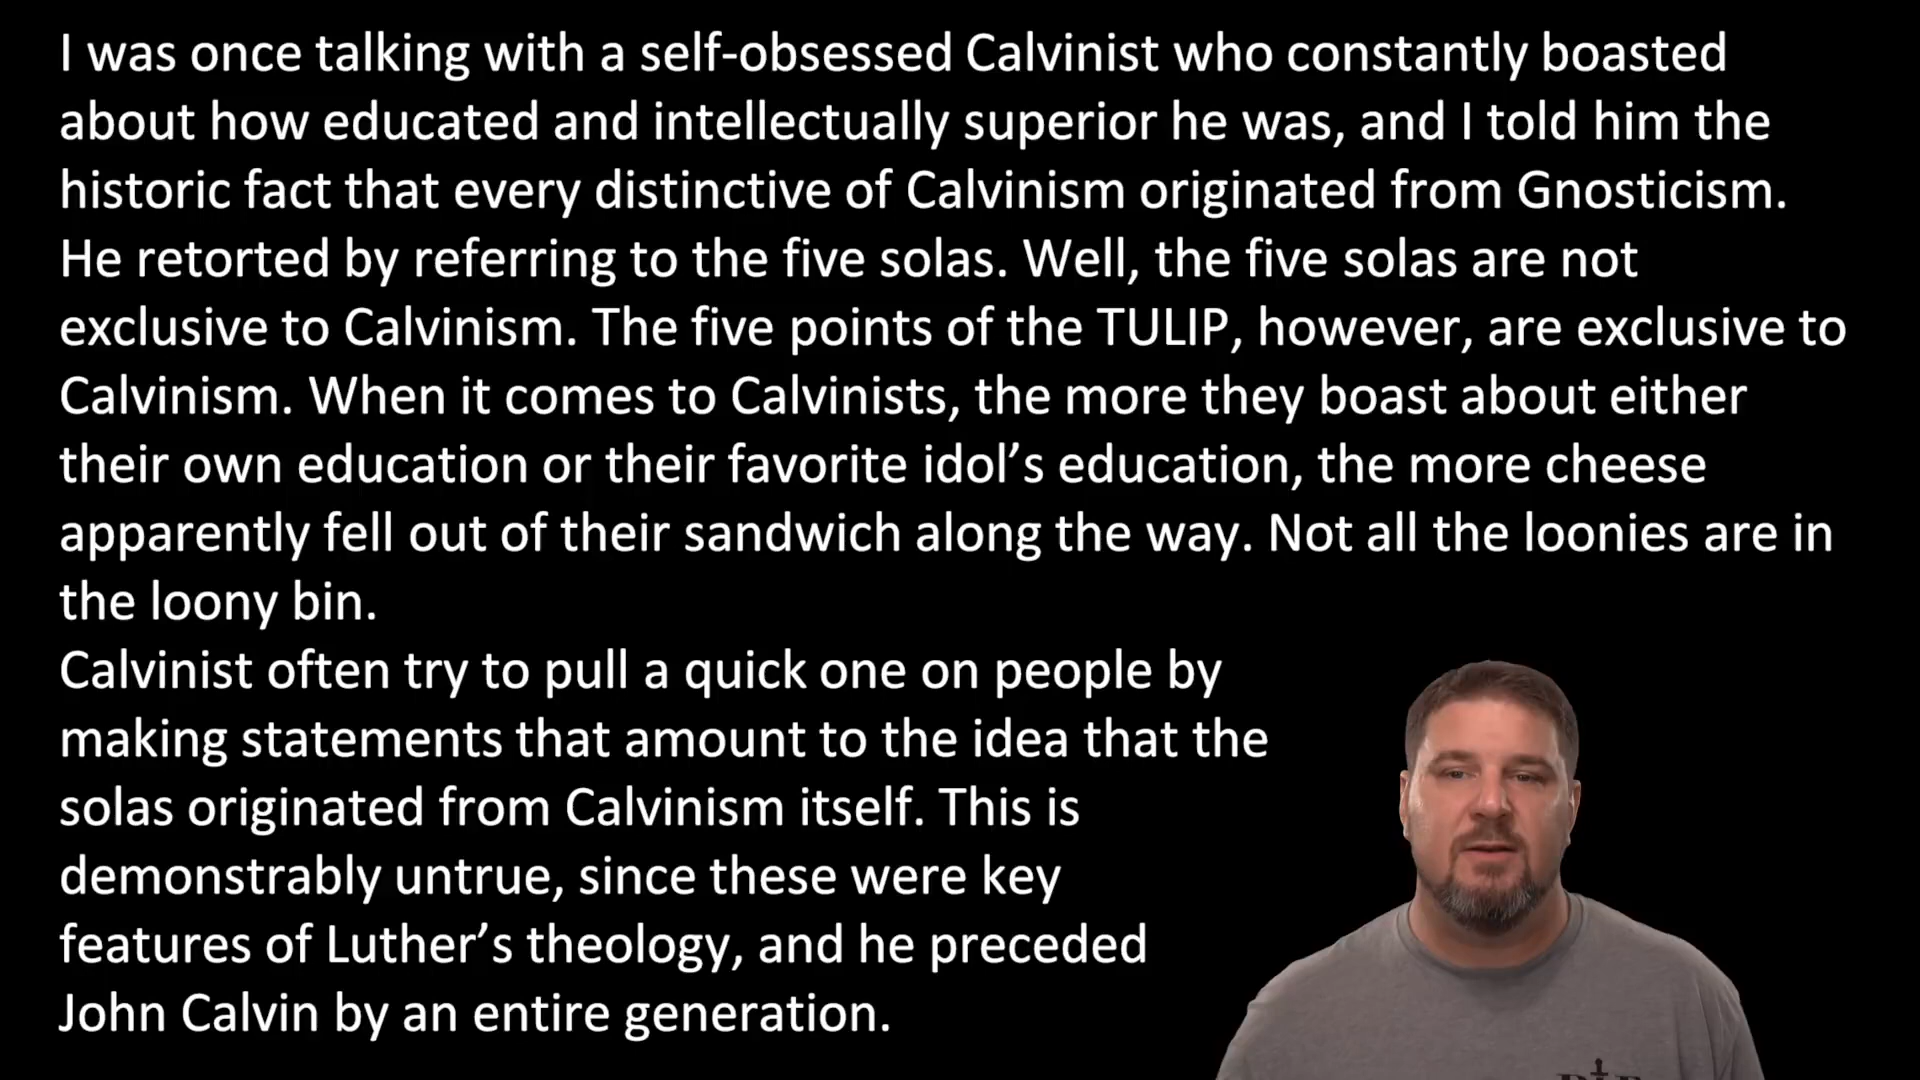 I was once talking with a self-obsessed Calvinist who constantly boasted
about how educated and intellectually superior he was, and I told him the
historic fact that every distinctive of Calvinism originated from Gnosticism.
He retorted by referring to the five solas. Well, the five solas are not
exclusive to Calvinism. The five points of the TULIP, however, are exclusive to
Calvinism. When it comes to Calvinists, the more they boast about either
their own education or their favorite idol’s education, the more cheese
apparently fell out of their sandwich along the way. Not all the loonies are in
the loony bin.
Calvinist often try to pull a quick one on people by
making statements that amount to the idea that the
solas originated from Calvinism itself. This is
demonstrably untrue, since these were key
features of Luther’s theology, and he preceded
John Calvin by an entire generation.